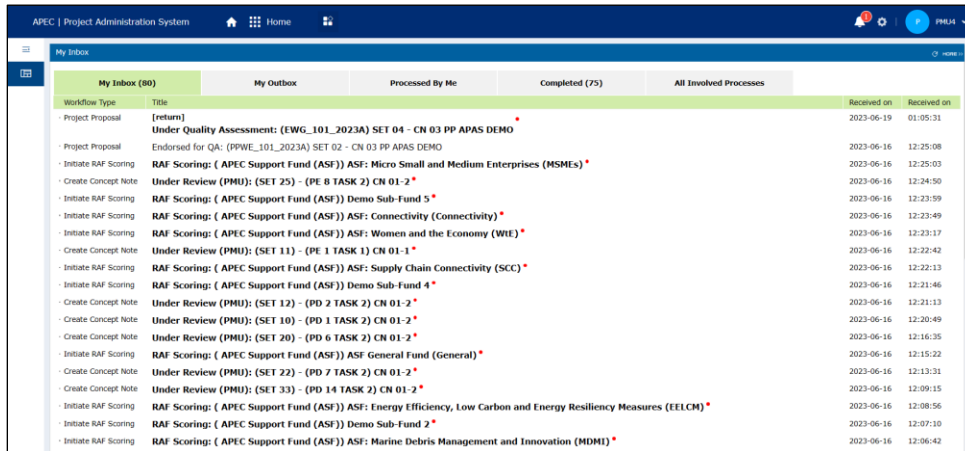 APEC | Project Administration System Home 1 P PMU4
My Inbox HOME
My Inbox (80) My Outbox Processed By Me Completed (75) All Involved Processes
Workflow Type Title Received on Received on
· Project Proposal [return] 2023-06-19 01:05:31
Under Quality Assessment: (EWG_101_2023A) SET 04 - CN 03 PP APAS DEMO
· Project Proposal Endorsed for QA: (PPWE_101_2023A) SET 02 - CN 03 PP APAS DEMO 2023-06-16 12:25:08
· Initiate RAF Scoring RAF Scoring: ( APEC Support Fund (ASF)) ASF: Micro Small and Medium Enterprises (MSMEs) 2023-06-16 12:25:03
· Create Concept Note Under Review (PMU): (SET 25) - (PE 8 TASK 2) CN 01-2 2023-06-16 12:24:50
· Initiate RAF Scoring RAF Scoring: ( APEC Support Fund (ASF)) Demo Sub-Fund 5 2023-06-16 12:23:59
· Initiate RAF Scoring RAF Scoring: ( APEC Support Fund (ASF)) ASF: Connectivity (Connectivity) 2023-06-16 12:23:49
· Initiate RAF Scoring RAF Scoring: ( APEC Support Fund (ASF)) ASF: Women and the Economy (WtE) 2023-06-16 12:23:17
· Create Concept Note Under Review (PMU): (SET 11) - (PE 1 TASK 1) CN 01-1 2023-06-16 12:22:42
· Initiate RAF Scoring RAF Scoring: ( APEC Support Fund (ASF)) ASF: Supply Chain Connectivity (SCC) 2023-06-16 12:22:13
· Initiate RAF Scoring RAF Scoring: ( APEC Support Fund (ASF)) Demo Sub-Fund 4 2023-06-16 12:21:46
· Create Concept Note Under Review (PMU): (SET 12) - (PD 2 TASK 2) CN 01-2 2023-06-16 12:21:13
· Create Concept Note Under Review (PMU): (SET 10) - (PD 1 TASK 2) CN 01-2 2023-06-16 12:20:49
· Create Concept Note Under Review (PMU): (SET 20) - (PD 6 TASK 2) CN 01-2 2023-06-16 12:16:35
· Initiate RAF Scoring RAF Scoring: ( APEC Support Fund (ASF)) ASF General Fund (General) 2023-06-16 12:15:22
· Create Concept Note Under Review (PMU): (SET 22) - (PD 7 TASK 2) CN 01-2 2023-06-16 12:13:31
· Create Concept Note Under Review (PMU): (SET 33) - (PD 14 TASK 2) CN 01-2 2023-06-16 12:09:15
· Initiate RAF Scoring RAF Scoring: ( APEC Support Fund (ASF)) ASF: Energy Efficiency, Low Carbon and Energy Resiliency Measures (EELCM) 2023-06-16 12:08:56
· Initiate RAF Scoring RAF Scoring: ( APEC Support Fund (ASF)) Demo Sub-Fund 2 2023-06-16 12:07:10
· Initiate RAF Scoring RAF Scoring: ( APEC Support Fund (ASF)) ASF: Marine Debris Management and Innovation (MDMI) 2023-06-16 12:06:42